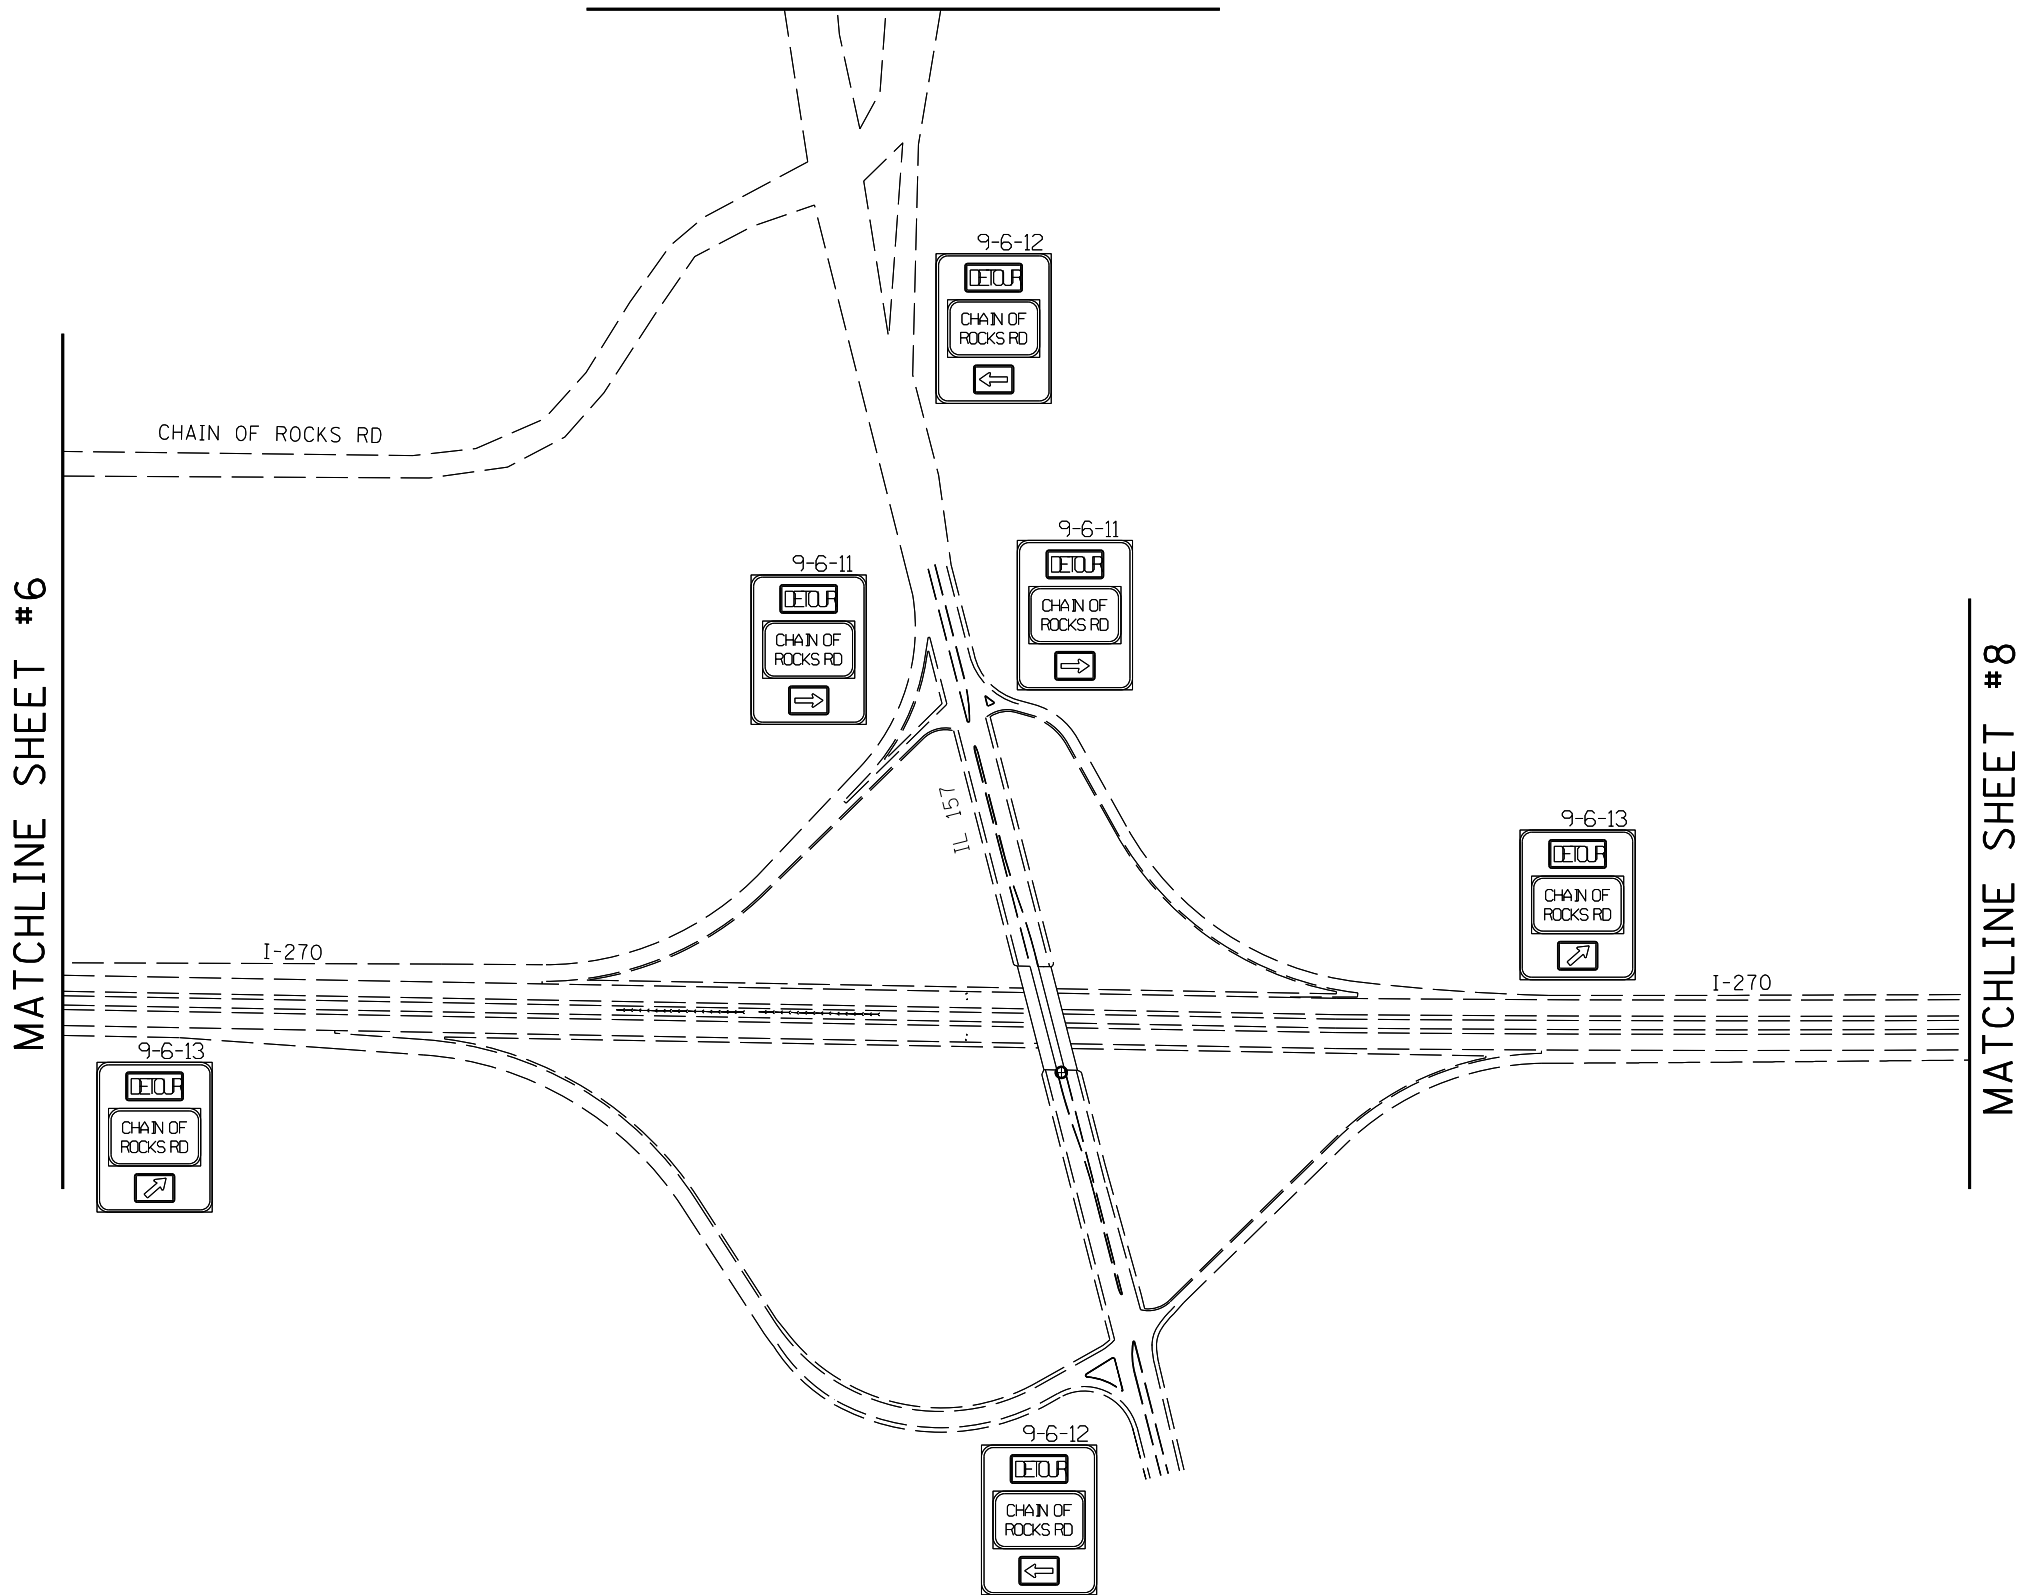 9-6-12
DETOUR
CHAIN OF
ROCKS RD
CHAIN OF ROCKS RD
9-6-11
DETOUR
CHAIN OF
ROCKS RD
9-6-11
DETOUR
CHAIN OF
ROCKS RD
MATCHLINE SHEET #6
MATCHLINE SHEET #8
IL 157
9-6-13
DETOUR
CHAIN OF
ROCKS RD
I-270
I-270
9-6-13
DETOUR
CHAIN OF
ROCKS RD
9-6-12
DETOUR
CHAIN OF
ROCKS RD